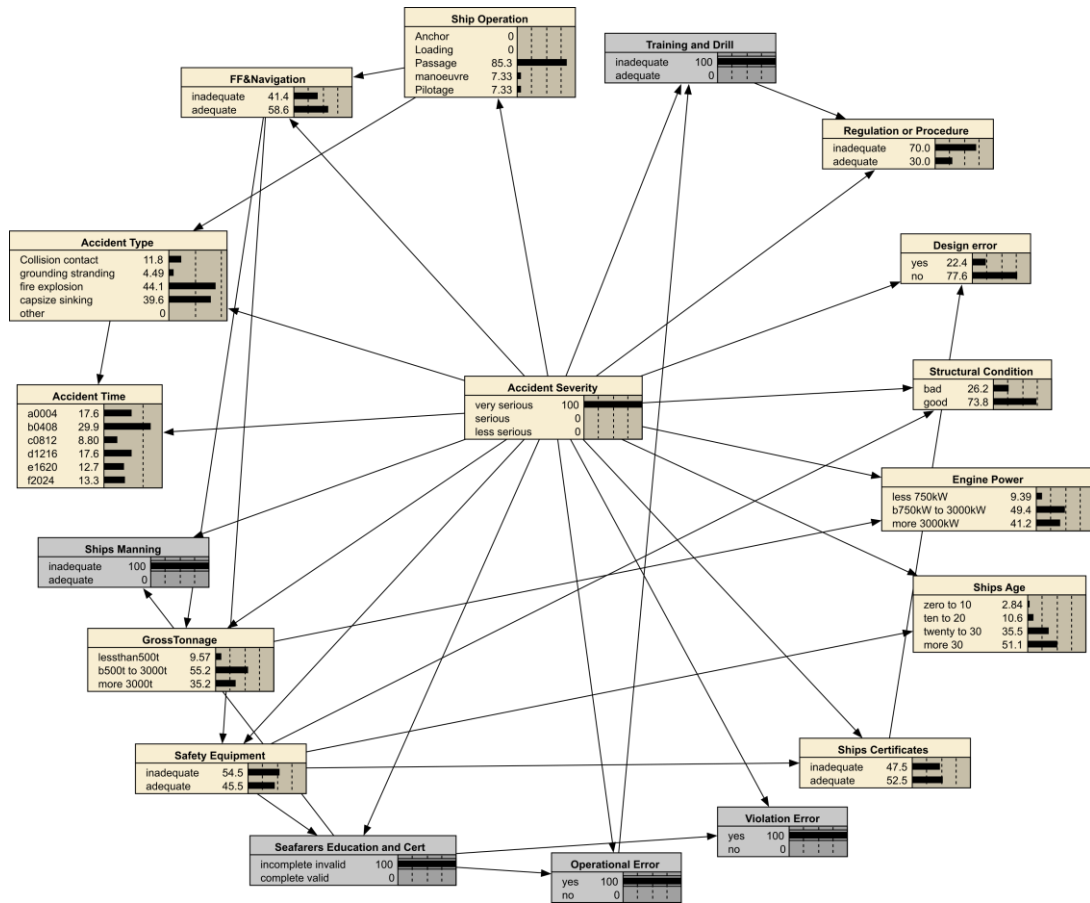 Ship Operation
Anchor 0
Loading 0
Passage 85.3
manoeuvre 7.33
Pilotage 7.33
Training and Drill
inadequate 100
adequate 0
FF&Navigation
inadequate 41.4
adequate 58.6
Regulation or Procedure
inadequate 70.0
adequate 30.0
Accident Type
Collision contact 11.8
grounding stranding 4.49
fire explosion 44.1
capsize sinking 39.6
other 0
Design error
yes 22.4
no 77.6
Structural Condition
bad 26.2
good 73.8
Accident Severity
very serious 100
serious 0
less serious 0
Accident Time
a0004 17.6
b0408 29.9
c0812 8.80
d1216 17.6
e1620 12.7
f2024 13.3
Engine Power
less 750kW 9.39
b750kW to 3000kW 49.4
more 3000kW 41.2
Ships Manning
inadequate 100
adequate 0
Ships Age
zero to 10 2.84
ten to 20 10.6
twenty to 30 35.5
more 30 51.1
GrossTonnage
lessthan500t 9.57
b500t to 3000t 55.2
more 3000t 35.2
Safety Equipment
inadequate 54.5
adequate 45.5
Ships Certificates
inadequate 47.5
adequate 52.5
Violation Error
yes 100
no 0
Seafarers Education and Cert
incomplete invalid 100
complete valid 0
Operational Error
yes 100
no 0